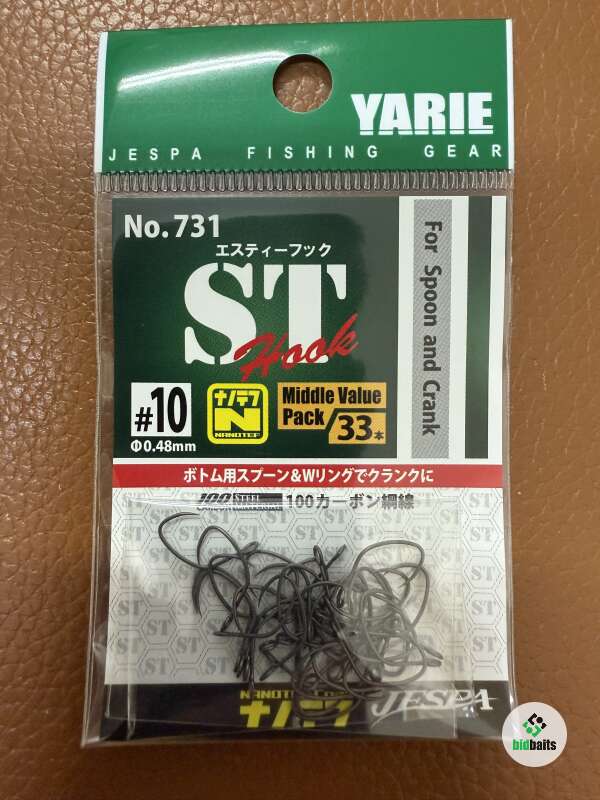 YARIE
JESPA FISHING GEAR
No.731
エスティーフック
ST
Hook
For Spoon and Crank
#10
Φ0.48mm
ナノテフ
N
NANOTEF
Middle Value
Pack
/33本
ボトム用スプーン&Wリングでクランクに
100 STEEL
100カーボン鋼線
ST
ナノテフ
JESPA
bidbaits